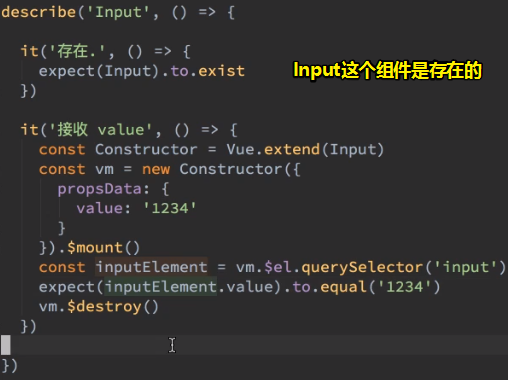 describe('Input', () => {
it('存在.', () => {
expect(Input).to.exist
})
Input这个组件是存在的
it('接收 value', () => {
const Constructor = Vue.extend(Input)
const vm = new Constructor({
propsData: {
value: '1234'
}
}).$mount()
const inputElement = vm.$el.querySelector('input')
expect(inputElement.value).to.equal('1234')
vm.$destroy()
})
})